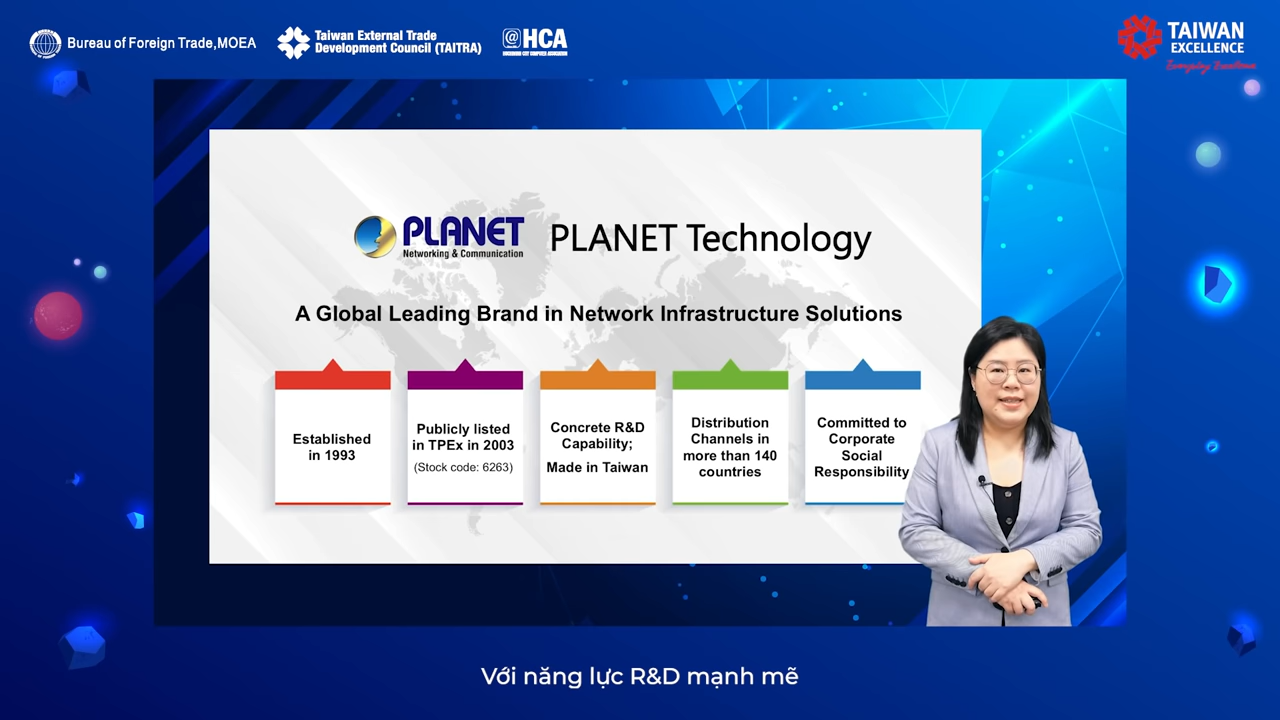 Bureau of Foreign Trade,MOEA
Taiwan External Trade
Development Council (TAITRA)
@HCA
TAIWAN
EXCELLENCE
Everyday Excellence
PLANET
Networking & Communication
PLANET Technology
A Global Leading Brand in Network Infrastructure Solutions
Established
in 1993
Publicly listed
in TPEx in 2003
(Stock code: 6263)
Concrete R&D
Capability;
Made in Taiwan
Distribution
Channels in
more than 140
countries
Committed to
Corporate
Social
Responsibility
Với năng lực R&D mạnh mẽ